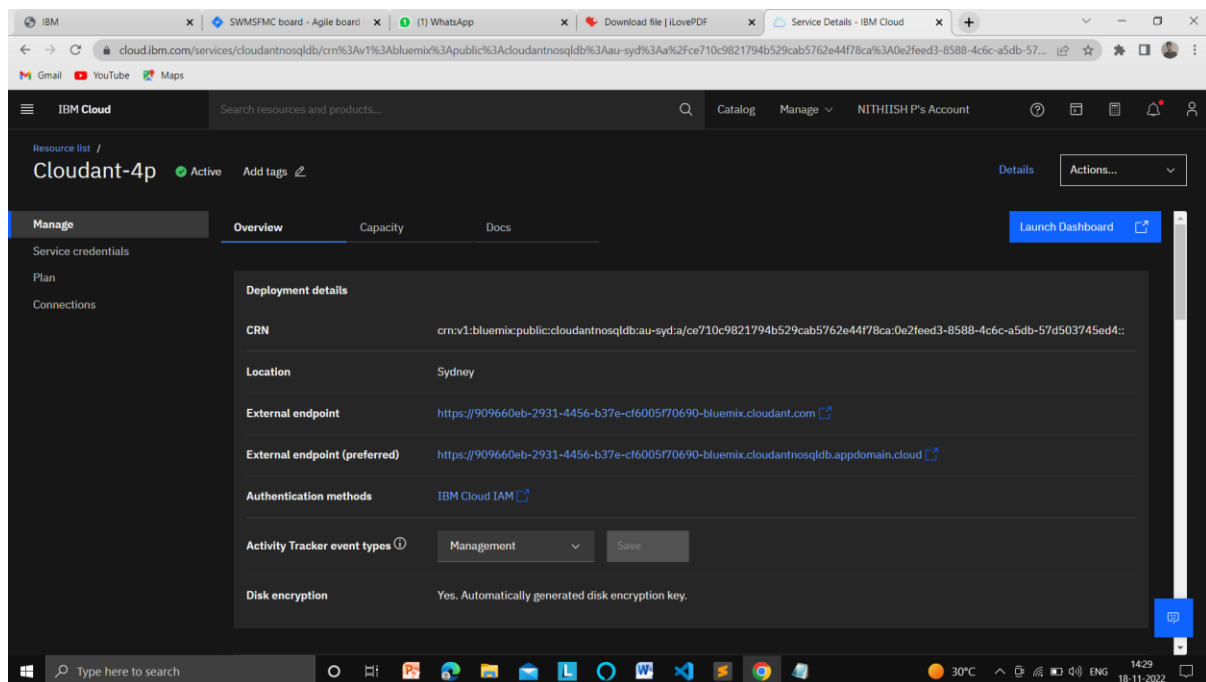 IBM
SWMSFMC board - Agile board -
(1) WhatsApp
Download file | iLovePDF
Service Details - IBM Cloud
cloud.ibm.com/services/cloudantnosqldb/crn%3Av1%3Abluemix%3Apublic%3Acloudantnosqldb%3Aau-syd%3Aa%2Fce710c9821794b529cab5762e44f78ca%3A0e2feed3-8588-4c6c-a5db-57...
Gmail
YouTube
Maps
IBM Cloud
Search resources and products...
Catalog
Manage
NITHIISH P's Account
Resource list /
Cloudant-4p
Active
Add tags
Details
Actions...
Manage
Service credentials
Plan
Connections
Overview
Capacity
Docs
Launch Dashboard
Deployment details
CRN
crn:v1:bluemix:public:cloudantnosqldb:au-syd:a/ce710c9821794b529cab5762e44f78ca:0e2feed3-8588-4c6c-a5db-57d503745ed4::
Location
Sydney
External endpoint
https://909660eb-2931-4456-b37e-cf6005f70690-bluemix.cloudant.com
External endpoint (preferred)
https://909660eb-2931-4456-b37e-cf6005f70690-bluemix.cloudantnosqldb.appdomain.cloud
Authentication methods
IBM Cloud IAM
Activity Tracker event types
Management
Save
Disk encryption
Yes. Automatically generated disk encryption key.
Type here to search
30°C
ENG
14:29
18-11-2022